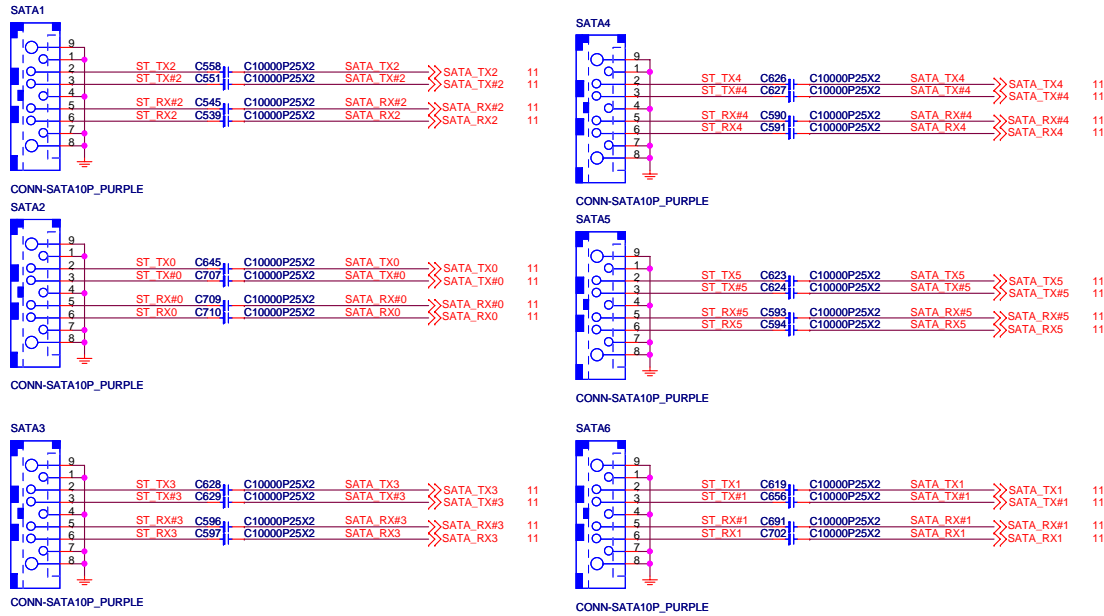 SATA1
9
1
2 ST_TX2 C558 C10000P25X2 SATA_TX2 SATA_TX2 11
3 ST_TX#2 C551 C10000P25X2 SATA_TX#2 SATA_TX#2 11
4
5 ST_RX#2 C545 C10000P25X2 SATA_RX#2 SATA_RX#2 11
6 ST_RX2 C539 C10000P25X2 SATA_RX2 SATA_RX2 11
7
8
CONN-SATA10P_PURPLE
SATA2
9
1
2 ST_TX0 C645 C10000P25X2 SATA_TX0 SATA_TX0 11
3 ST_TX#0 C707 C10000P25X2 SATA_TX#0 SATA_TX#0 11
4
5 ST_RX#0 C709 C10000P25X2 SATA_RX#0 SATA_RX#0 11
6 ST_RX0 C710 C10000P25X2 SATA_RX0 SATA_RX0 11
7
8
CONN-SATA10P_PURPLE
SATA3
9
1
2 ST_TX3 C628 C10000P25X2 SATA_TX3 SATA_TX3 11
3 ST_TX#3 C629 C10000P25X2 SATA_TX#3 SATA_TX#3 11
4
5 ST_RX#3 C596 C10000P25X2 SATA_RX#3 SATA_RX#3 11
6 ST_RX3 C597 C10000P25X2 SATA_RX3 SATA_RX3 11
7
8
CONN-SATA10P_PURPLE
SATA4
9
1
2 ST_TX4 C626 C10000P25X2 SATA_TX4 SATA_TX4 11
3 ST_TX#4 C627 C10000P25X2 SATA_TX#4 SATA_TX#4 11
4
5 ST_RX#4 C590 C10000P25X2 SATA_RX#4 SATA_RX#4 11
6 ST_RX4 C591 C10000P25X2 SATA_RX4 SATA_RX4 11
7
8
CONN-SATA10P_PURPLE
SATA5
9
1
2 ST_TX5 C623 C10000P25X2 SATA_TX5 SATA_TX5 11
3 ST_TX#5 C624 C10000P25X2 SATA_TX#5 SATA_TX#5 11
4
5 ST_RX#5 C593 C10000P25X2 SATA_RX#5 SATA_RX#5 11
6 ST_RX5 C594 C10000P25X2 SATA_RX5 SATA_RX5 11
7
8
CONN-SATA10P_PURPLE
SATA6
9
1
2 ST_TX1 C619 C10000P25X2 SATA_TX1 SATA_TX1 11
3 ST_TX#1 C656 C10000P25X2 SATA_TX#1 SATA_TX#1 11
4
5 ST_RX#1 C691 C10000P25X2 SATA_RX#1 SATA_RX#1 11
6 ST_RX1 C702 C10000P25X2 SATA_RX1 SATA_RX1 11
7
8
CONN-SATA10P_PURPLE